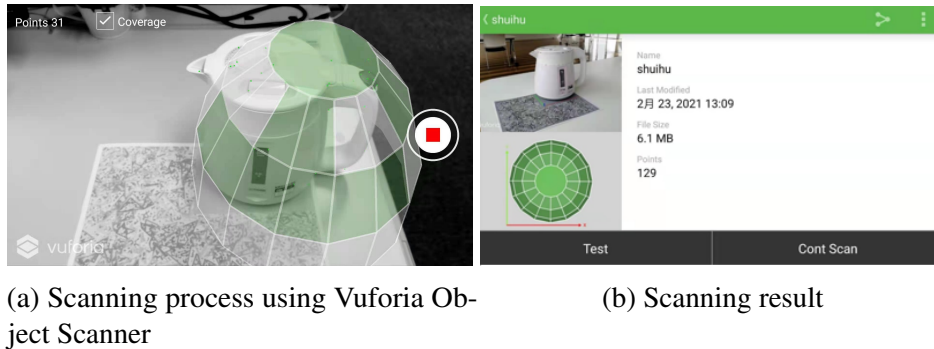 Points 31
Coverage
vuforia
(a) Scanning process using Vuforia Ob-
ject Scanner
shuihu
Name
shuihu
Last Modified
2月 23, 2021 13:09
File Size
6.1 MB
Points
129
Test
Cont Scan
(b) Scanning result